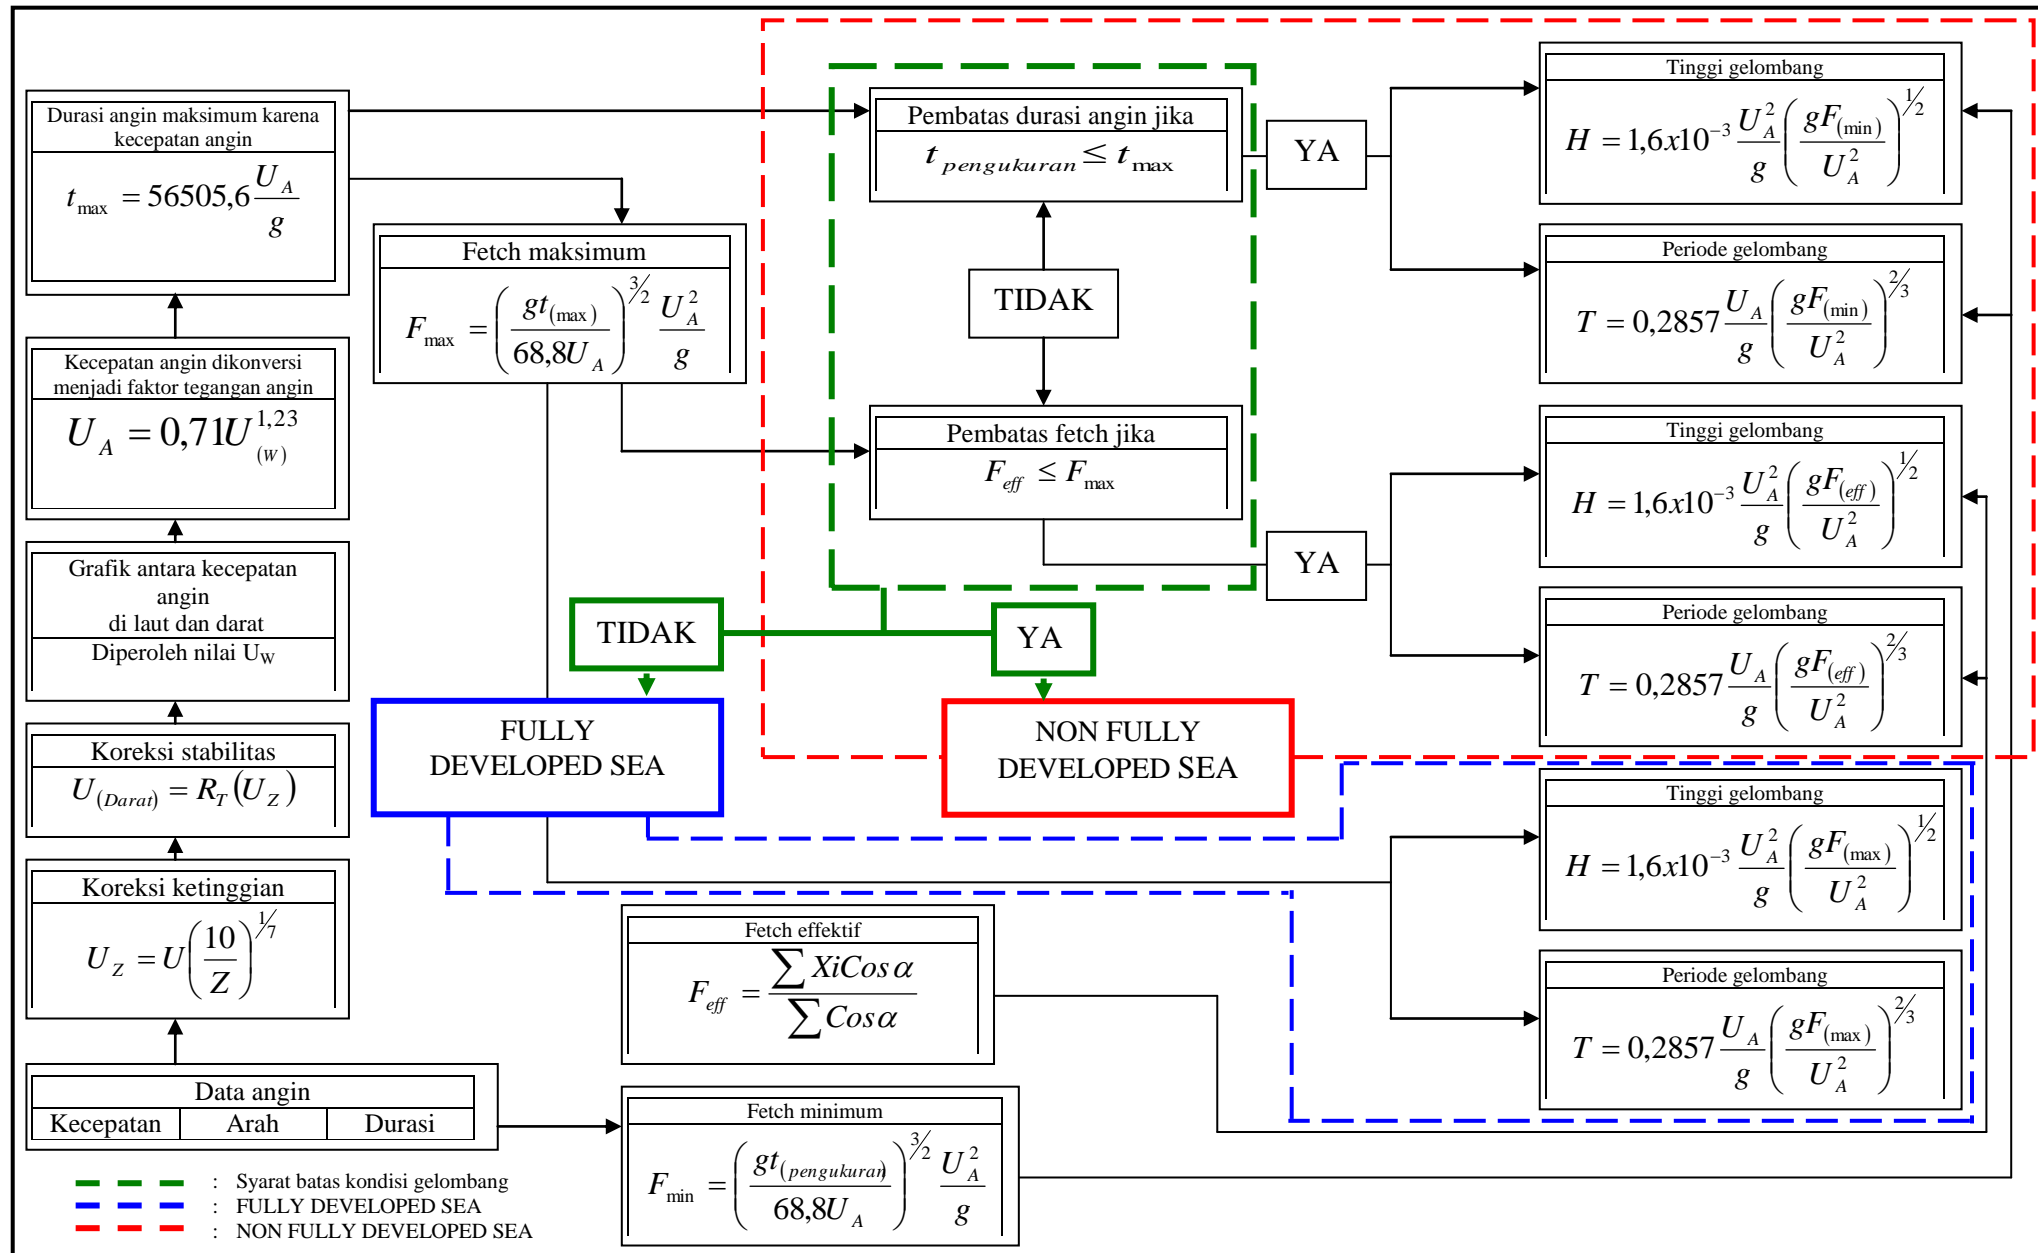 Durasi angin maksimum karena
kecepatan angin
t_max = 56505,6 U_A / g
Kecepatan angin dikonversi
menjadi faktor tegangan angin
U_A = 0,71U_(W)^1,23
Grafik antara kecepatan
angin
di laut dan darat
Diperoleh nilai U_W
Koreksi stabilitas
U_(Darat) = R_T (U_Z)
Koreksi ketinggian
U_Z = U (10 / Z)^1/7
Data angin
Kecepatan Arah Durasi
: Syarat batas kondisi gelombang
: FULLY DEVELOPED SEA
: NON FULLY DEVELOPED SEA
Fetch maksimum
F_max = (gt_(max) / 68,8U_A)^3/2 U_A^2 / g
Pembatas durasi angin jika
t_pengukuran ≤ t_max
YA
TIDAK
Pembatas fetch jika
F_eff ≤ F_max
YA
TIDAK
YA
FULLY
DEVELOPED SEA
NON FULLY
DEVELOPED SEA
Fetch effektif
F_eff = ∑ XiCos α / ∑ Cosα
Fetch minimum
F_min = (gt_(pengukuran) / 68,8U_A)^3/2 U_A^2 / g
Tinggi gelombang
H = 1,6x10^-3 U_A^2 / g (gF_(min) / U_A^2)^1/2
Periode gelombang
T = 0,2857 U_A / g (gF_(min) / U_A^2)^2/3
Tinggi gelombang
H = 1,6x10^-3 U_A^2 / g (gF_(eff) / U_A^2)^1/2
Periode gelombang
T = 0,2857 U_A / g (gF_(eff) / U_A^2)^2/3
Tinggi gelombang
H = 1,6x10^-3 U_A^2 / g (gF_(max) / U_A^2)^1/2
Periode gelombang
T = 0,2857 U_A / g (gF_(max) / U_A^2)^2/3